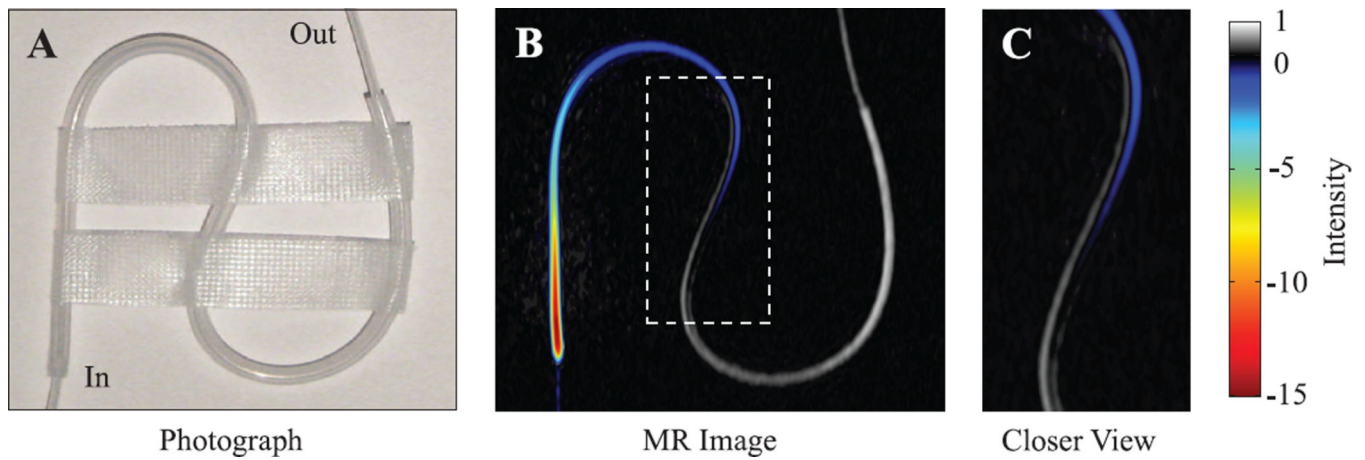 A
Out
In
Photograph
B
MR Image
C
Closer View
1
0
-5
-10
-15
Intensity